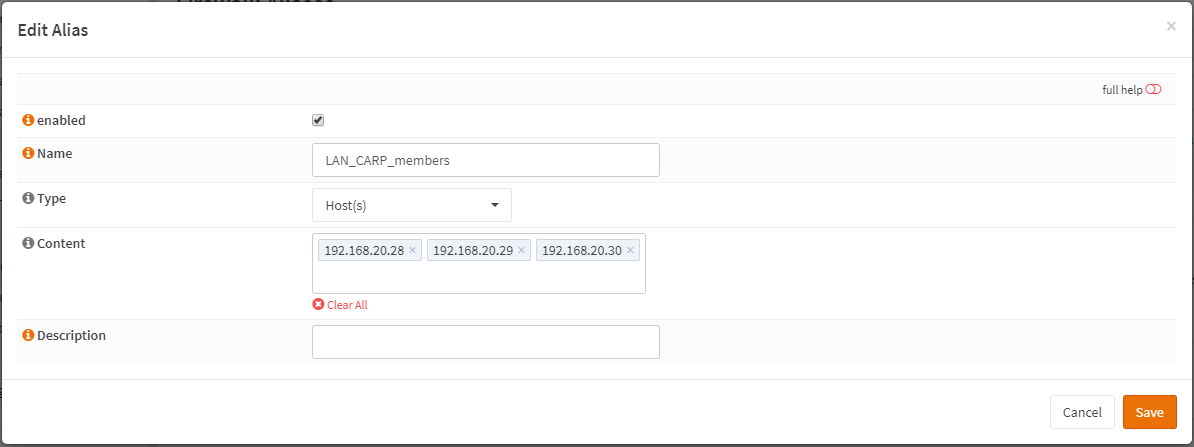 Edit Alias ×
full help
enabled
Name LAN_CARP_members
Type Host(s)
Content 192.168.20.28 × 192.168.20.29 × 192.168.20.30 ×
Clear All
Description
Cancel Save